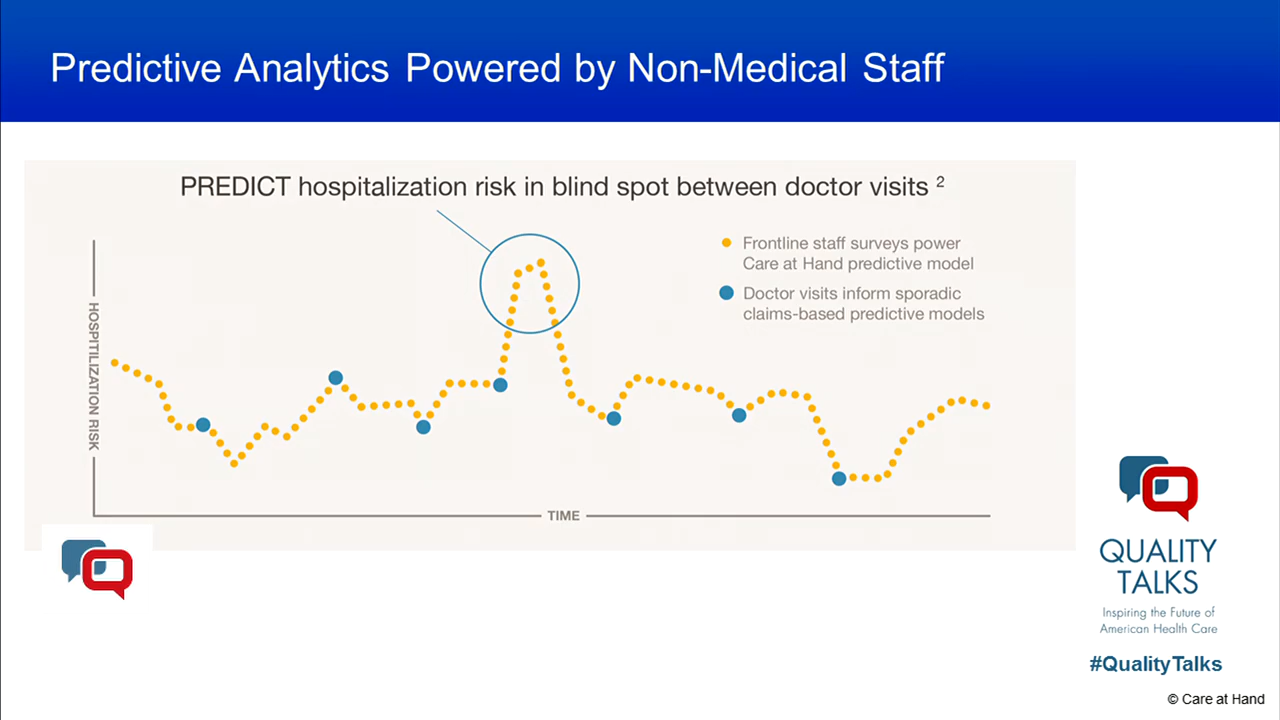 Predictive Analytics Powered by Non-Medical Staff
PREDICT hospitalization risk in blind spot between doctor visits 2
Frontline staff surveys power
Care at Hand predictive model
Doctor visits inform sporadic
claims-based predictive models
HOSPITILIZATION RISK
TIME
QUALITY
TALKS
Inspiring the Future of
American Health Care
#QualityTalks
© Care at Hand